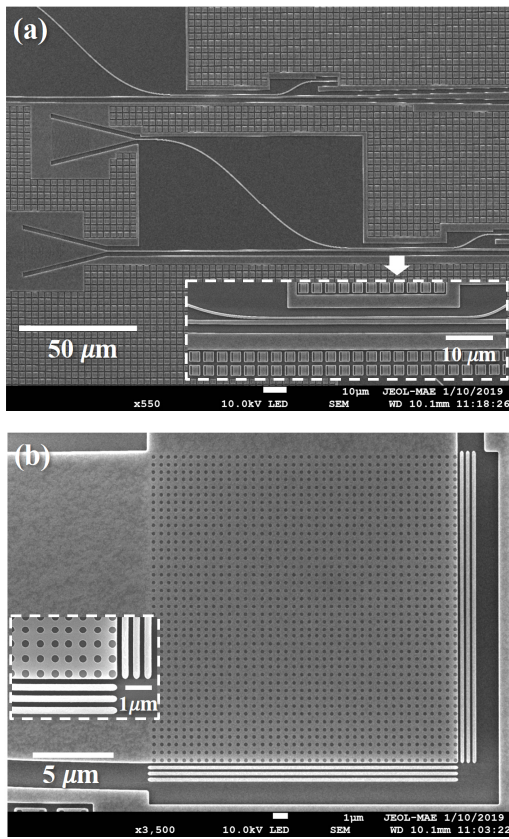 (a)
50 μm
10 μm
10μm JEOL-MAE 1/10/2019
x550 10.0kV LED SEM WD 10.1mm 11:18:26
(b)
1μm
5 μm
1μm JEOL-MAE 1/10/2019
x3,500 10.0kV LED SEM WD 10.1mm 11:03:22